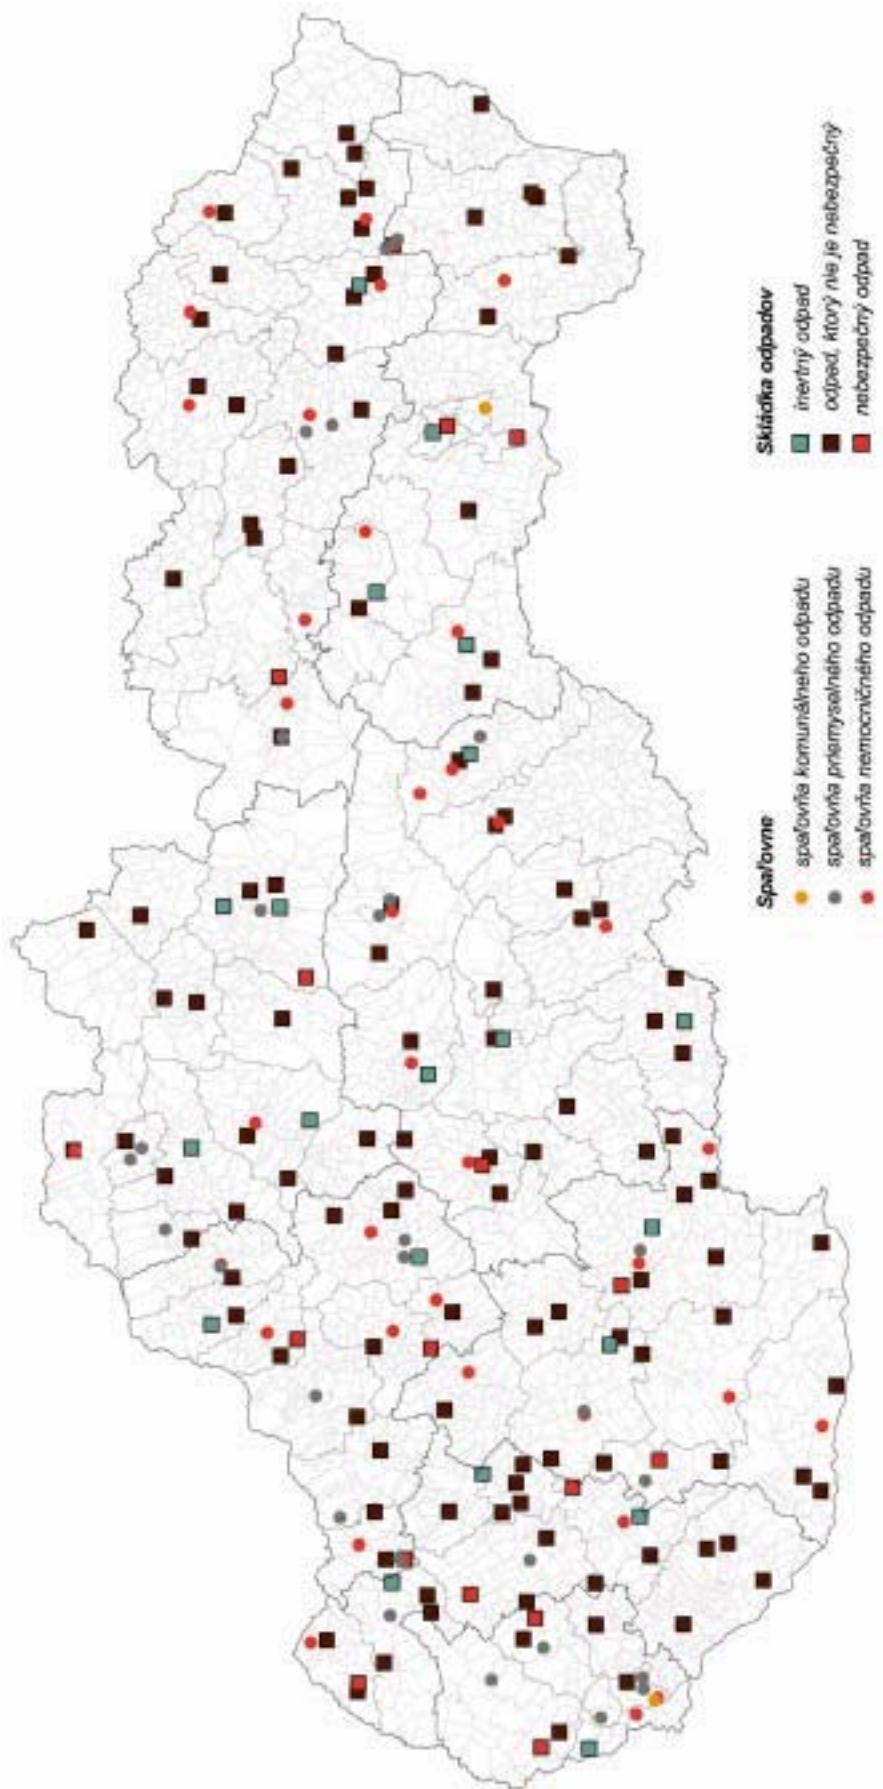 Spaľovne
spaľovňa komunálneho odpadu
spaľovňa priemyselného odpadu
spaľovňa nemocničného odpadu
Skládka odpadov
inertný odpad
odpad, ktorý nie je nebezpečný
nebezpečný odpad